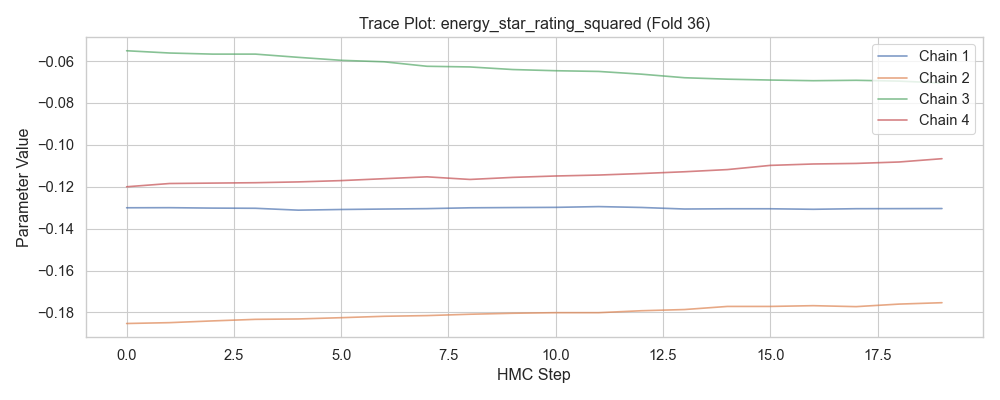 Trace Plot: energy_star_rating_squared (Fold 36)
Parameter Value
−0.06
−0.08
−0.10
−0.12
−0.14
−0.16
−0.18
Chain 1
Chain 2
Chain 3
Chain 4
0.0 2.5 5.0 7.5 10.0 12.5 15.0 17.5
HMC Step